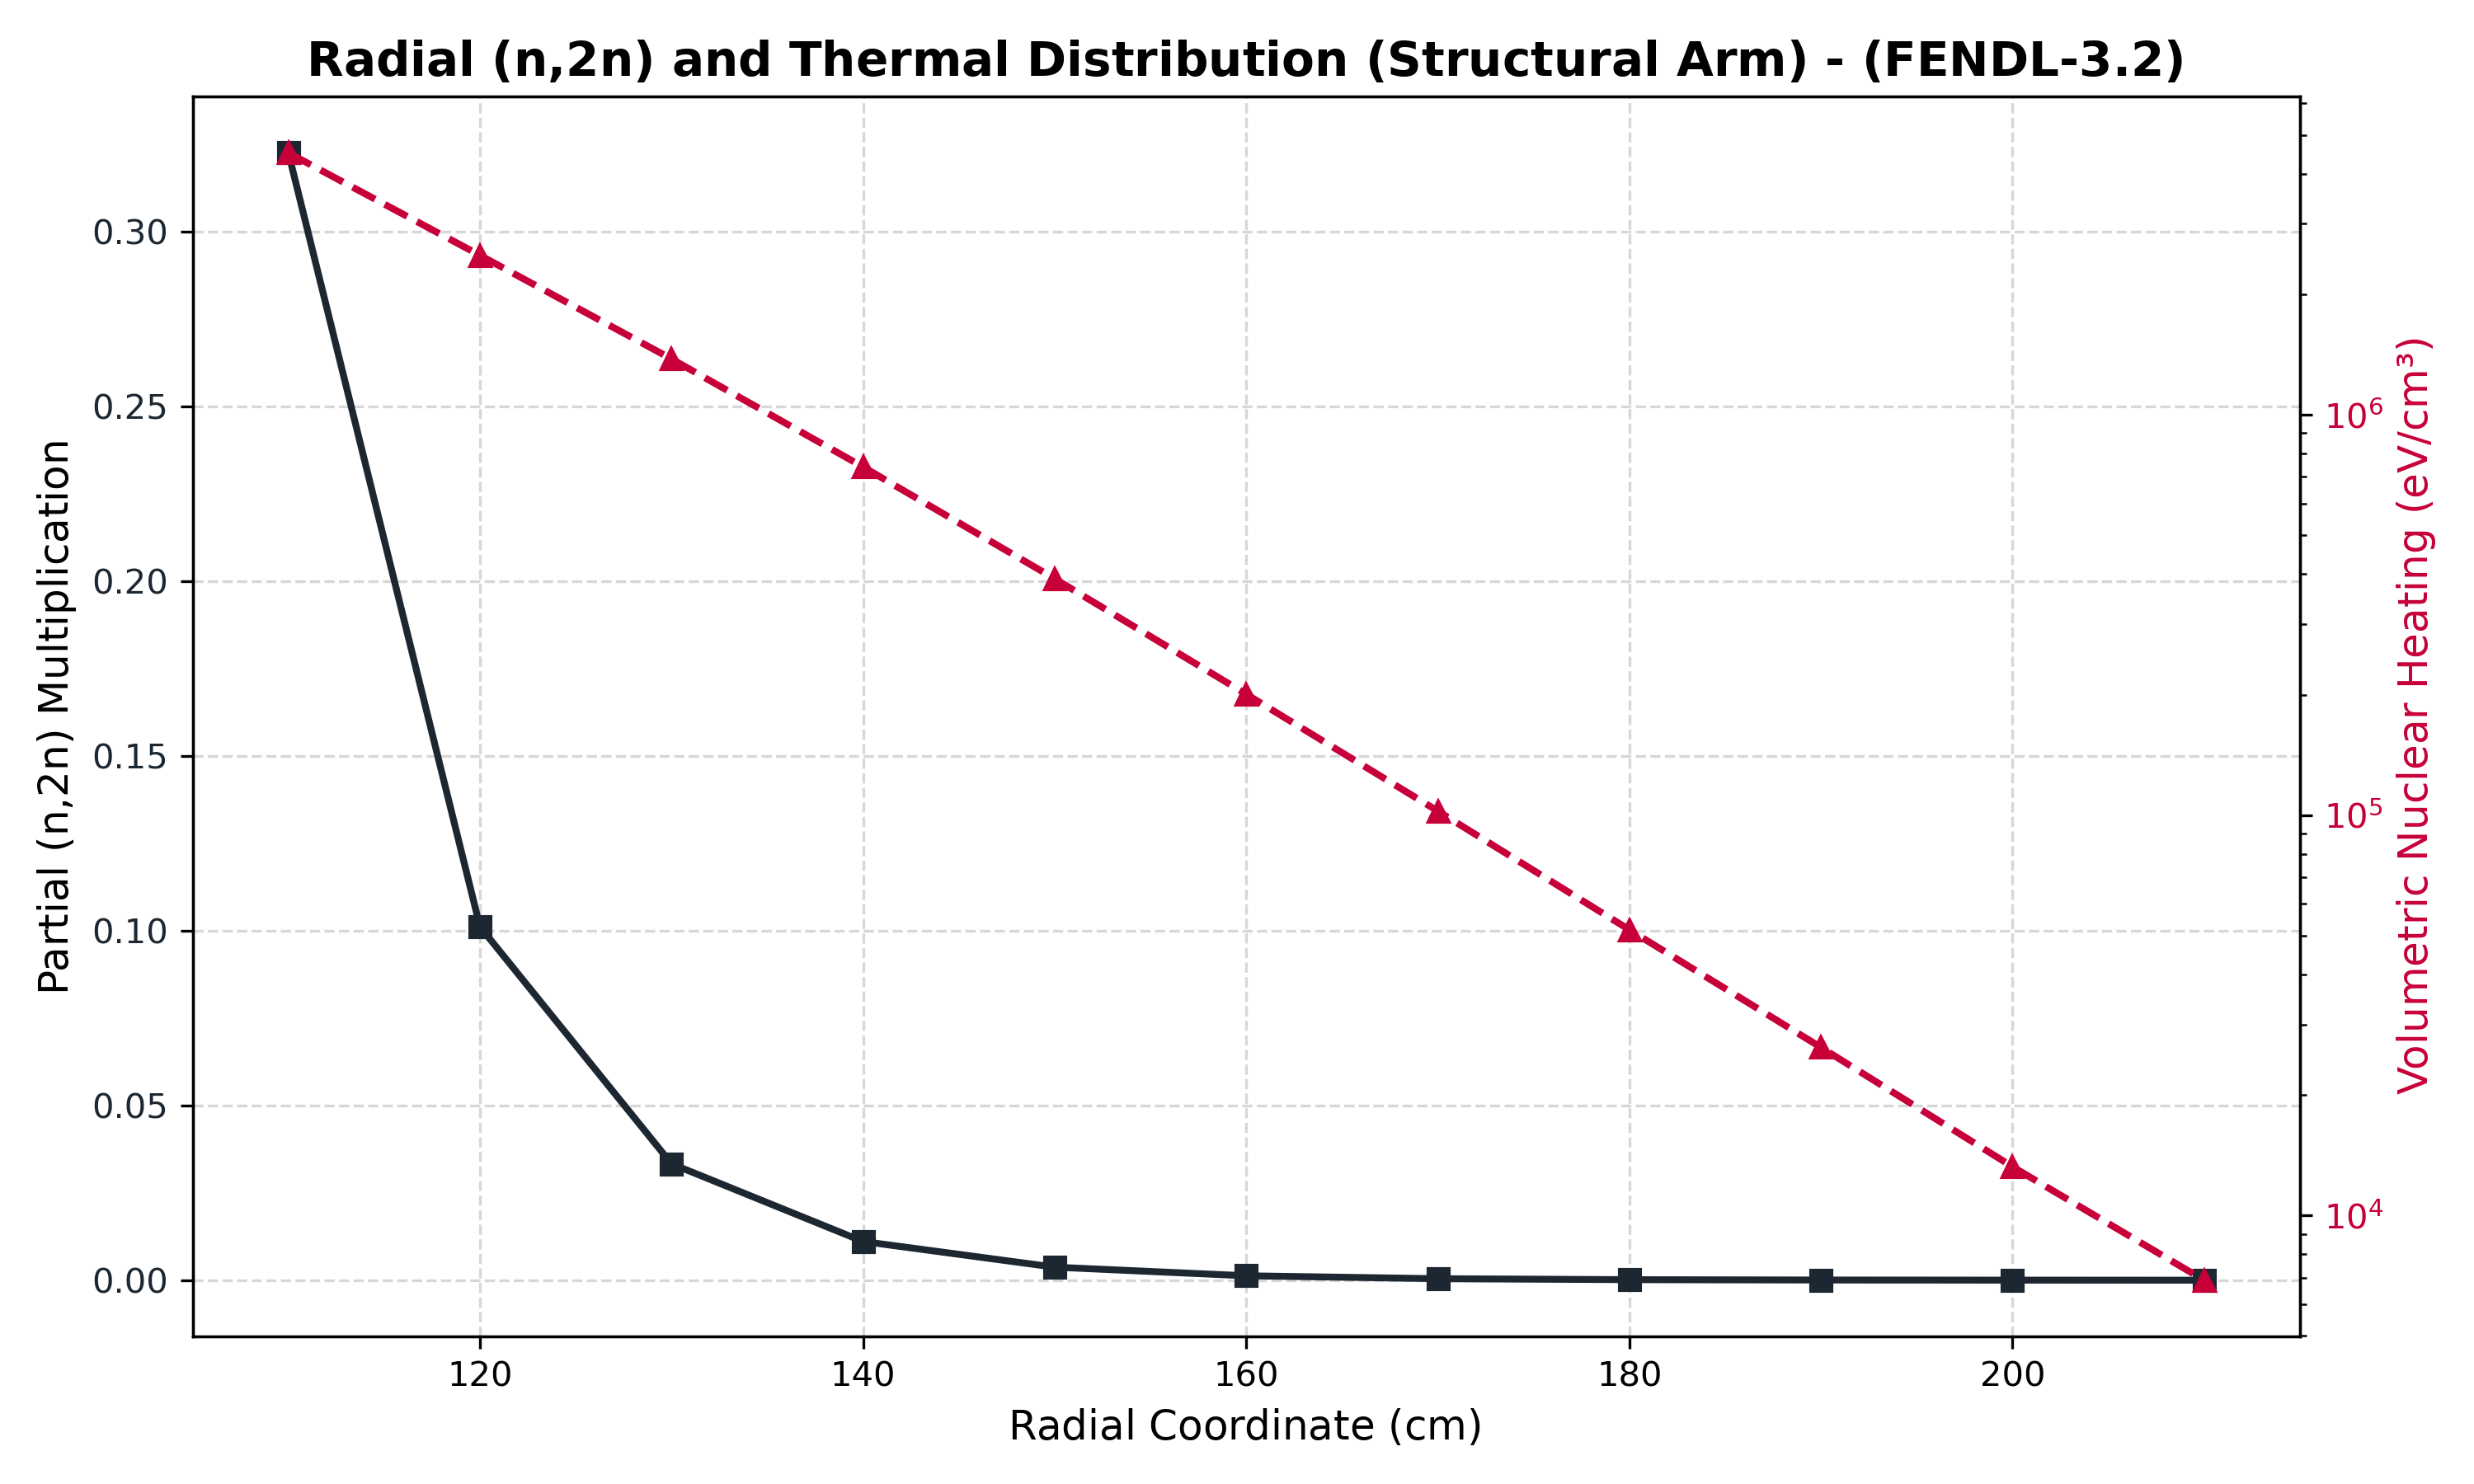 Radial (n,2n) and Thermal Distribution (Structural Arm) - (FENDL-3.2)
Partial (n,2n) Multiplication
0.30
0.25
0.20
0.15
0.10
0.05
0.00
10⁶
10⁵
10⁴
Volumetric Nuclear Heating (eV/cm³)
120 140 160 180 200
Radial Coordinate (cm)